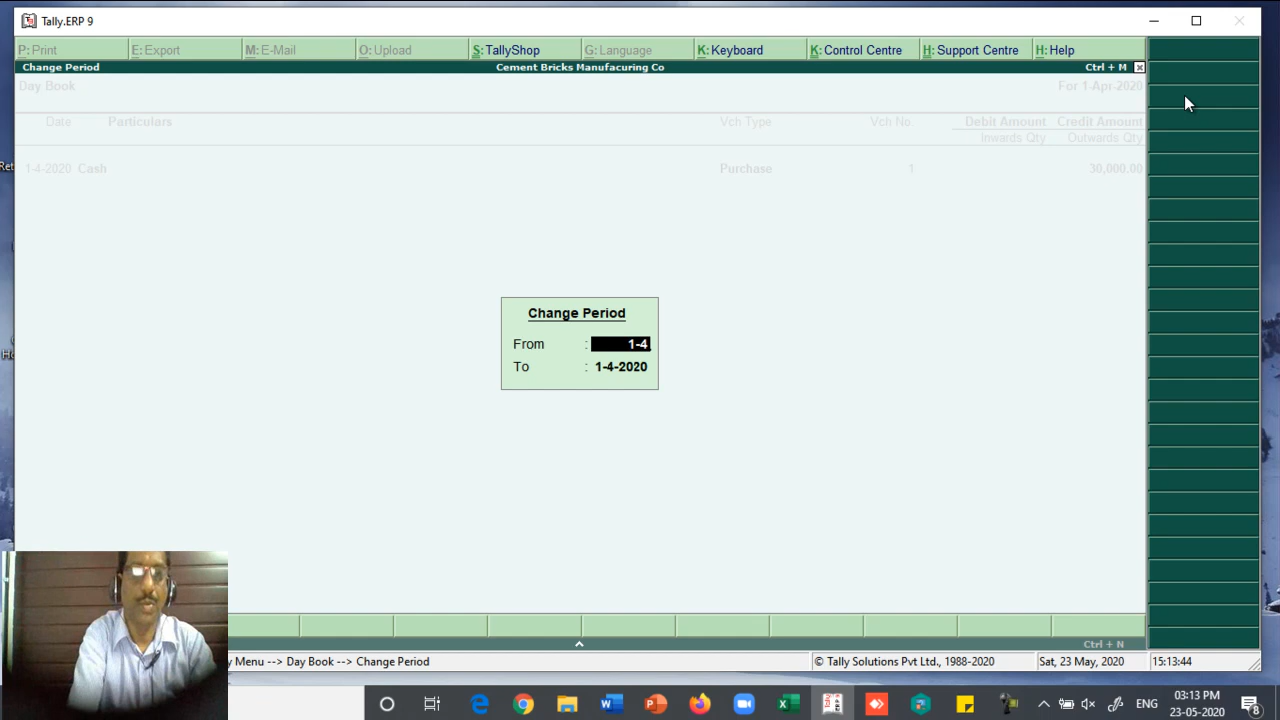 Tally.ERP 9
P: Print E: Export M: E-Mail O: Upload S: TallyShop G: Language K: Keyboard K: Control Centre H: Support Centre H: Help
Change Period Cement Bricks Manufacuring Co Ctrl + M
Day Book For 1-Apr-2020
Date Particulars Vch Type Vch No. Debit Amount Credit Amount
Inwards Qty Outwards Qty
1-4-2020 Cash Purchase 1 30,000.00
Change Period
From : 1-4
To : 1-4-2020
Ctrl + N
y Menu --> Day Book --> Change Period © Tally Solutions Pvt Ltd., 1988-2020 Sat, 23 May, 2020 15:13:44
ENG 03:13 PM
23-05-2020 8